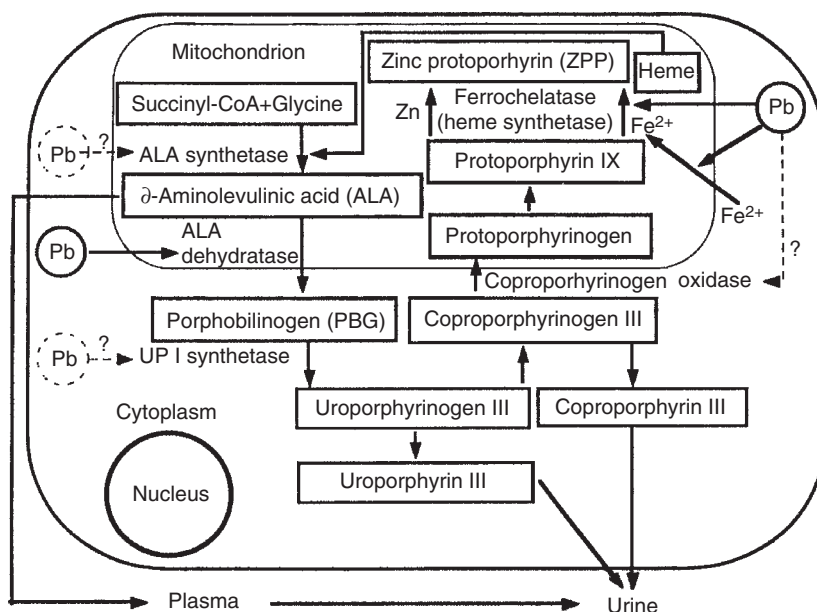 Mitochondrion
Zinc protoporhyrin (ZPP)
Heme
Succinyl-CoA+Glycine
Zn
Ferrochelatase
(heme synthetase)
Fe²⁺
Pb
Pb
?
ALA synthetase
Protoporphyrin IX
∂-Aminolevulinic acid (ALA)
Fe²⁺
ALA
dehydratase
Pb
Protoporphyrinogen
?
Coproporhyrinogen oxidase
Porphobilinogen (PBG)
Coproporphyrinogen III
Pb
?
UP I synthetase
Cytoplasm
Uroporphyrinogen III
Coproporphyrin III
Nucleus
Uroporphyrin III
Plasma
Urine